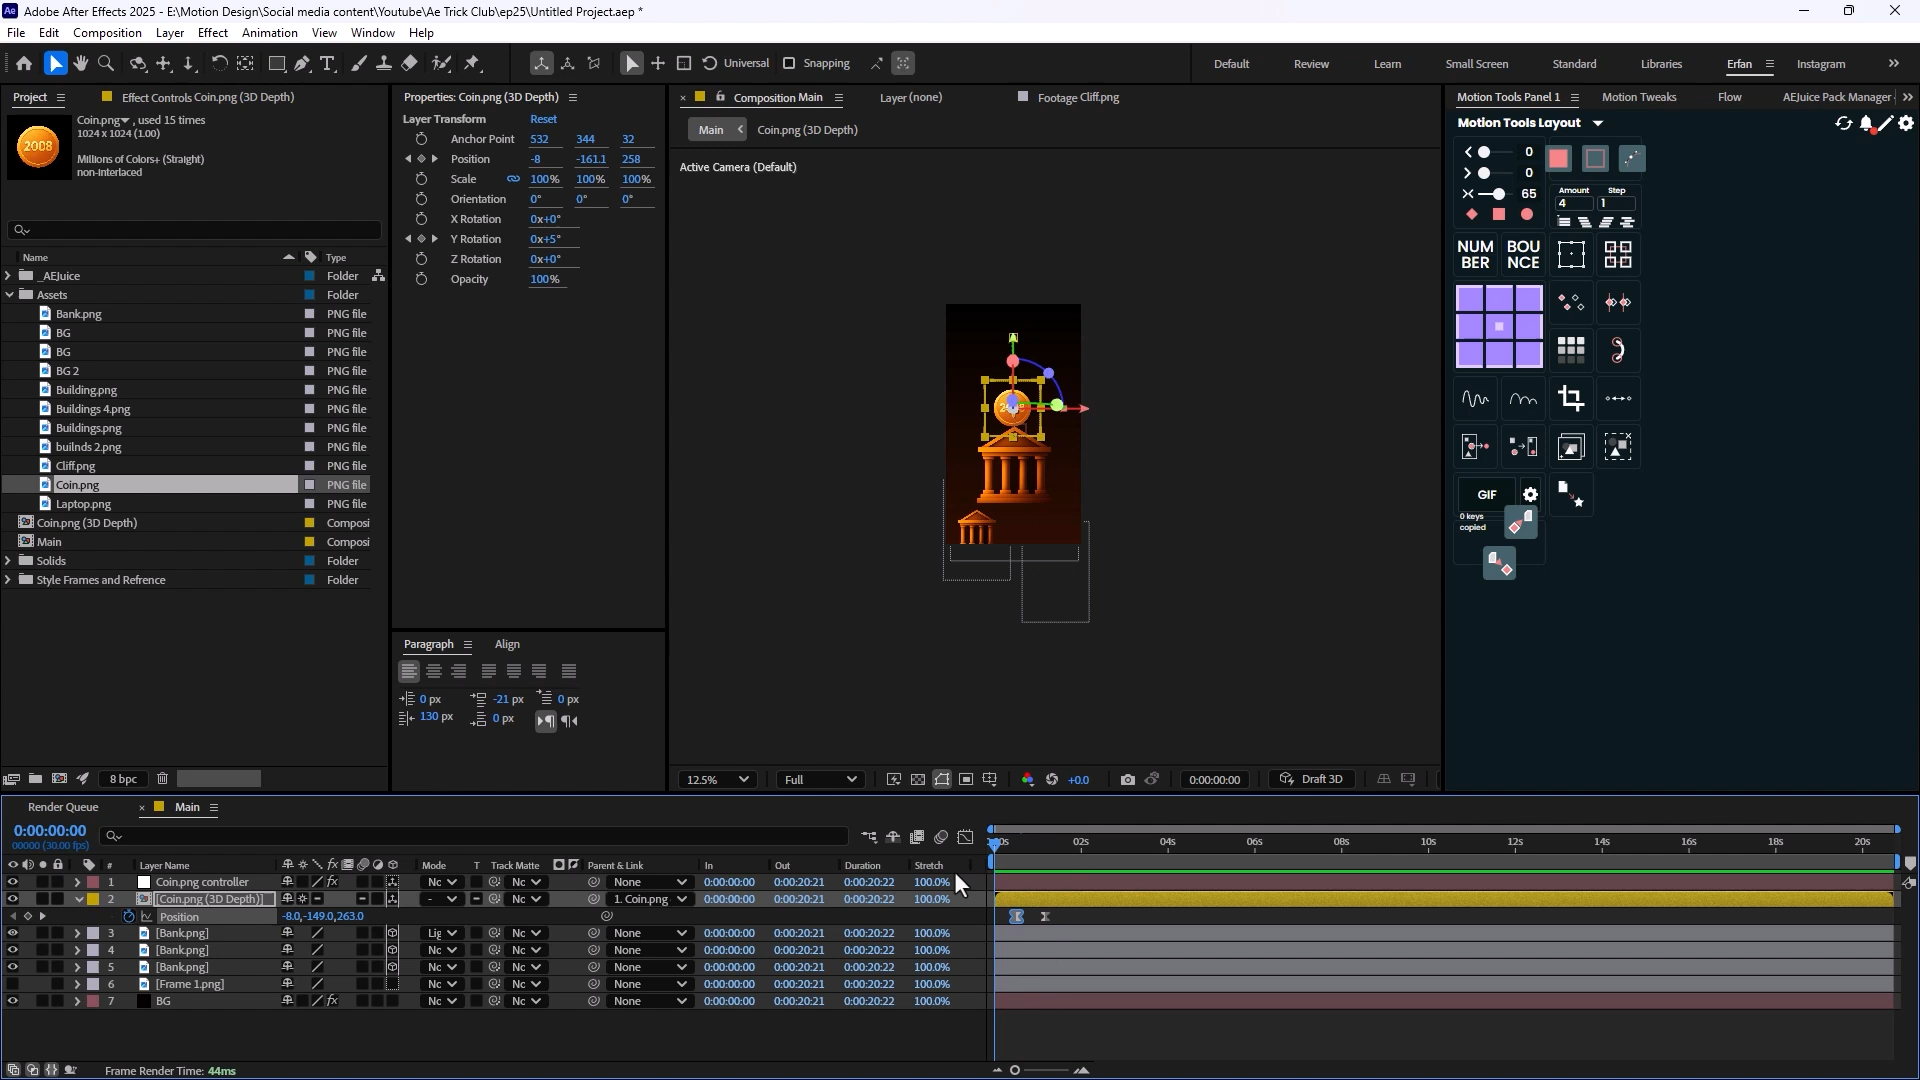 Adobe After Effects 2025 - E:\Motion Design\Social media content\Youtube\Ae Trick Club\ep25\Untitled Project.aep *
File Edit Composition Layer Effect Animation View Window Help
Universal Snapping Default Review Learn Small Screen Standard Libraries Erfan Instagram
Project Effect Controls Coin.png (3D Depth)
Coin.png , used 15 times
1024 x 1024 (1.00)
Millions of Colors+ (Straight)
non-interlaced
2008
Name Type
_AEJuice Folder
Assets Folder
Bank.png PNG file
BG PNG file
BG PNG file
BG 2 PNG file
Building.png PNG file
Buildings 4.png PNG file
Buildings.png PNG file
builnds 2.png PNG file
Cliff.png PNG file
Coin.png PNG file
Laptop.png PNG file
Coin.png (3D Depth) Composi
Main Composi
Solids Folder
Style Frames and Refrence Folder
8 bpc
Properties: Coin.png (3D Depth)
Layer Transform Reset
Anchor Point 532 344 32
Position -8 -161.1 258
Scale 100% 100% 100%
Orientation 0° 0° 0°
X Rotation 0x+0°
Y Rotation 0x+5°
Z Rotation 0x+0°
Opacity 100%
Paragraph Align
0 px -21 px 0 px
130 px 0 px
Composition Main Layer (none) Footage Cliff.png
Main Coin.png (3D Depth)
Active Camera (Default)
12.5% Full +0.0 0:00:00:00 Draft 3D
Motion Tools Panel 1 Motion Tweaks Flow AEJuice Pack Manager
Motion Tools Layout
0
0
65
Amount Step
4 1
NUM
BER
BOU
NCE
GIF
0 keys
copied
Render Queue Main
0:00:00:00
00000 (30.00 fps)
# Layer Name Mode T Track Matte Parent & Link In Out Duration Stretch
1 Coin.png controller Nc Nc None 0:00:00:00 0:00:20:21 0:00:20:22 100.0%
2 [Coin.png (3D Depth)] - Nc 1. Coin.png 0:00:00:00 0:00:20:21 0:00:20:22 100.0%
Position -8.0,-149.0,263.0
3 [Bank.png] Lig Nc None 0:00:00:00 0:00:20:21 0:00:20:22 100.0%
4 [Bank.png] Nc Nc None 0:00:00:00 0:00:20:21 0:00:20:22 100.0%
5 [Bank.png] Nc Nc None 0:00:00:00 0:00:20:21 0:00:20:22 100.0%
6 [Frame 1.png] Nc Nc None 0:00:00:00 0:00:20:21 0:00:20:22 100.0%
7 BG Nc Nc None 0:00:00:00 0:00:20:21 0:00:20:22 100.0%
02s 04s 06s 08s 10s 12s 14s 16s 18s 20s
Frame Render Time: 44ms